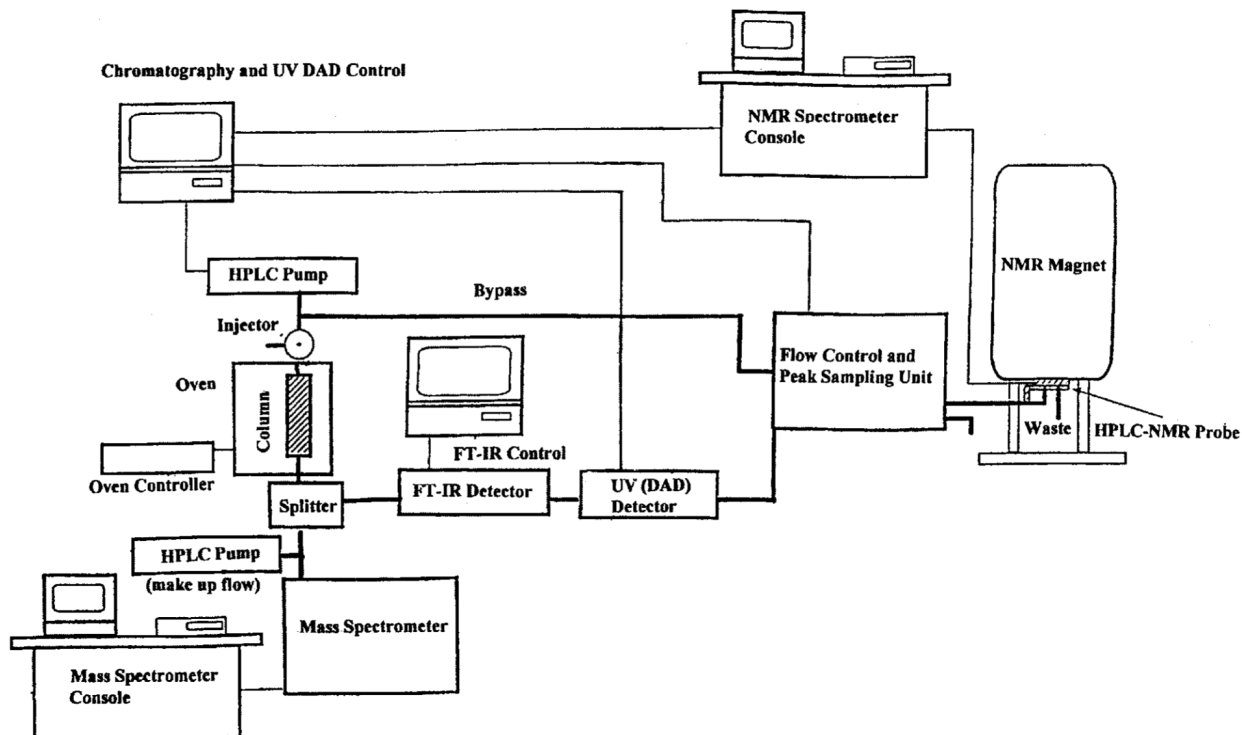 Chromatography and UV DAD Control
NMR Spectrometer
Console
NMR Magnet
HPLC Pump
Bypass
Injector
Flow Control and
Peak Sampling Unit
Oven
Column
Waste
HPLC-NMR Probe
FT-IR Control
Oven Controller
FT-IR Detector
UV (DAD)
Detector
Splitter
HPLC Pump
(make up flow)
Mass Spectrometer
Mass Spectrometer
Console